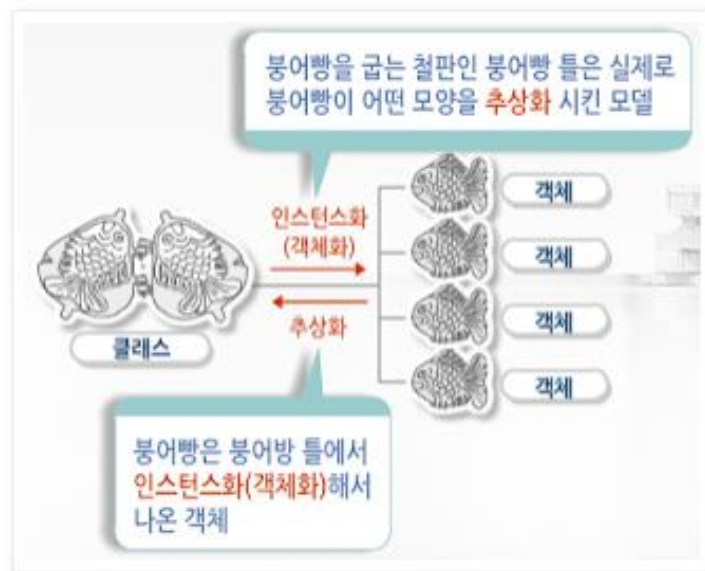 붕어빵을 굽는 철판인 붕어빵 틀은 실제로
붕어빵이 어떤 모양을 추상화 시킨 모델
인스턴스화
(객체화)
추상화
클래스
객체
객체
객체
객체
붕어빵은 붕어방 틀에서
인스턴스화(객체화)해서
나온 객체